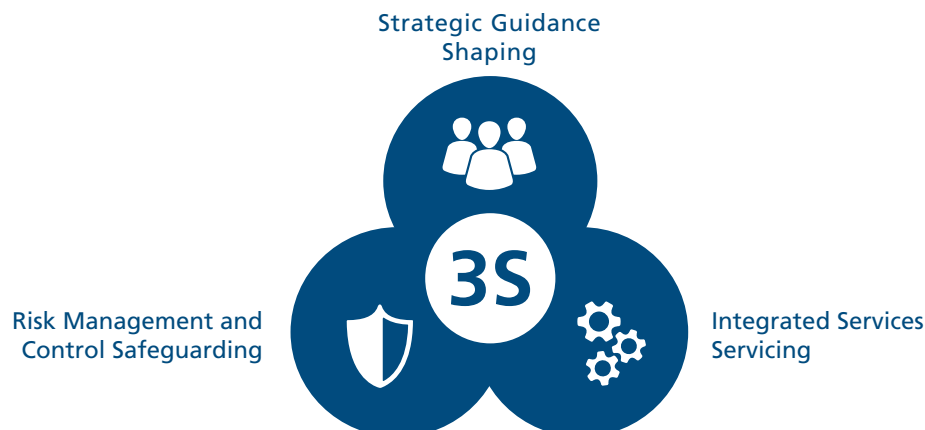 Strategic Guidance
Shaping
3S
Risk Management and
Control Safeguarding
Integrated Services
Servicing